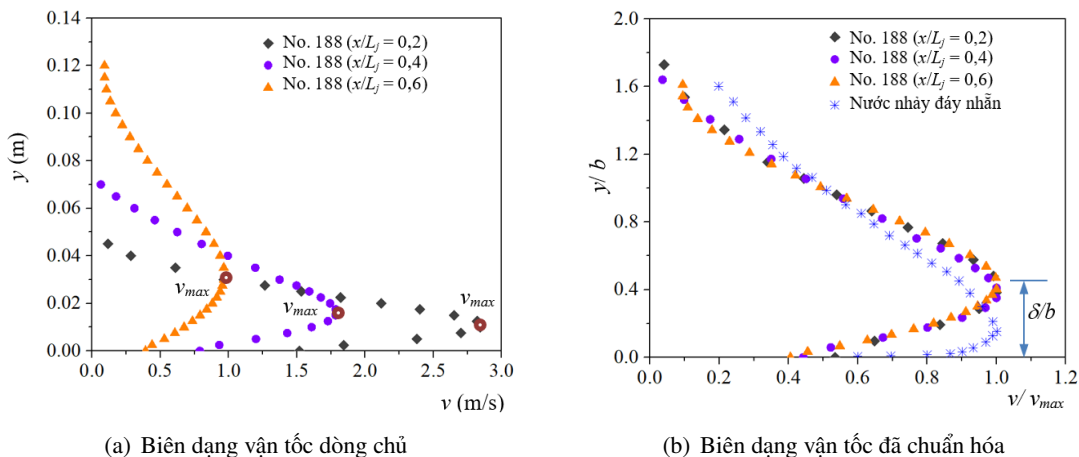 0.14
0.12
0.10
0.08
0.06
0.04
0.02
0.00
y (m)
No. 188 (x/Lj = 0,2)
No. 188 (x/Lj = 0,4)
No. 188 (x/Lj = 0,6)
vmax
vmax
vmax
0.0 0.5 1.0 1.5 2.0 2.5 3.0
v (m/s)
(a) Biên dạng vận tốc dòng chủ
2.0
1.6
1.2
0.8
0.4
0.0
y/ b
No. 188 (x/Lj = 0,2)
No. 188 (x/Lj = 0,4)
No. 188 (x/Lj = 0,6)
Nước nhảy đáy nhẵn
δ/b
0.0 0.2 0.4 0.6 0.8 1.0 1.2
v/ vmax
(b) Biên dạng vận tốc đã chuẩn hóa